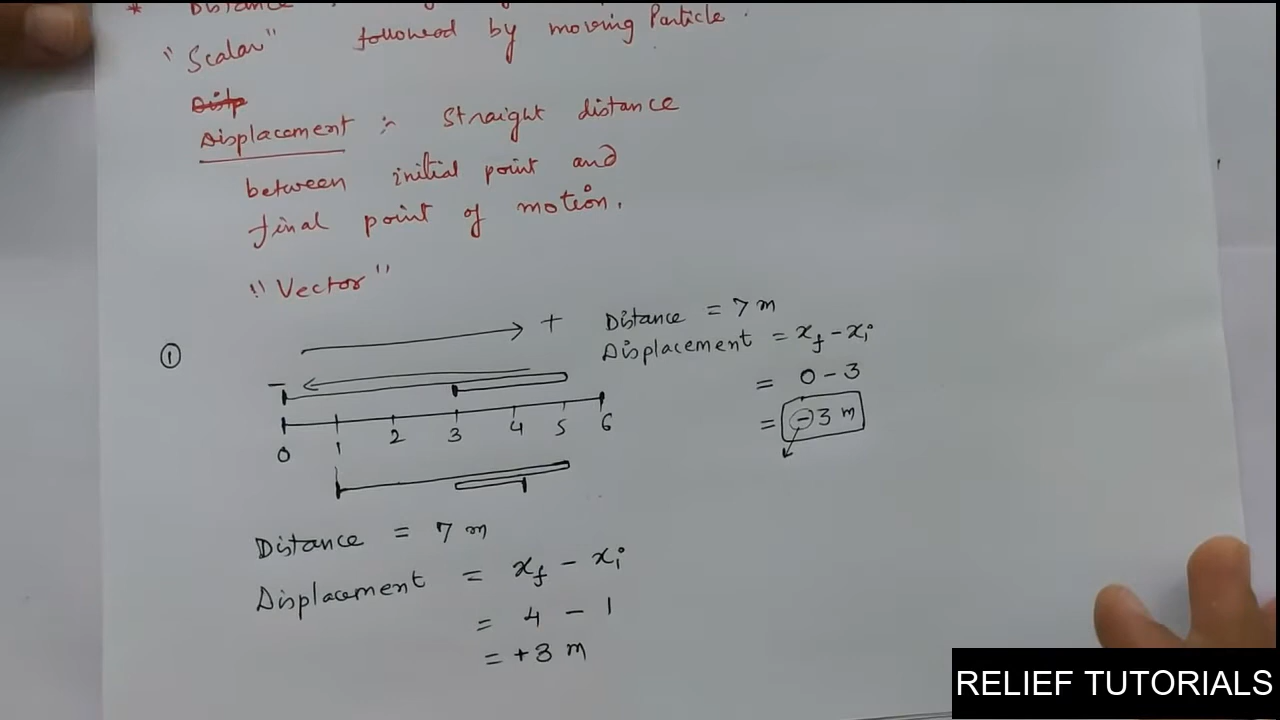 * Distance :
"Scalar" followed by moving Particle.
Disp
Displacement :- Straight distance
between initial point and
final point of motion.
"Vector"
①
+
Distance = 7 m
Displacement = xf - xi
= 0 - 3
= -3 m
-
0 1 2 3 4 5 6
Distance = 7 m
Displacement = xf - xi
= 4 - 1
= +3 m
RELIEF TUTORIALS